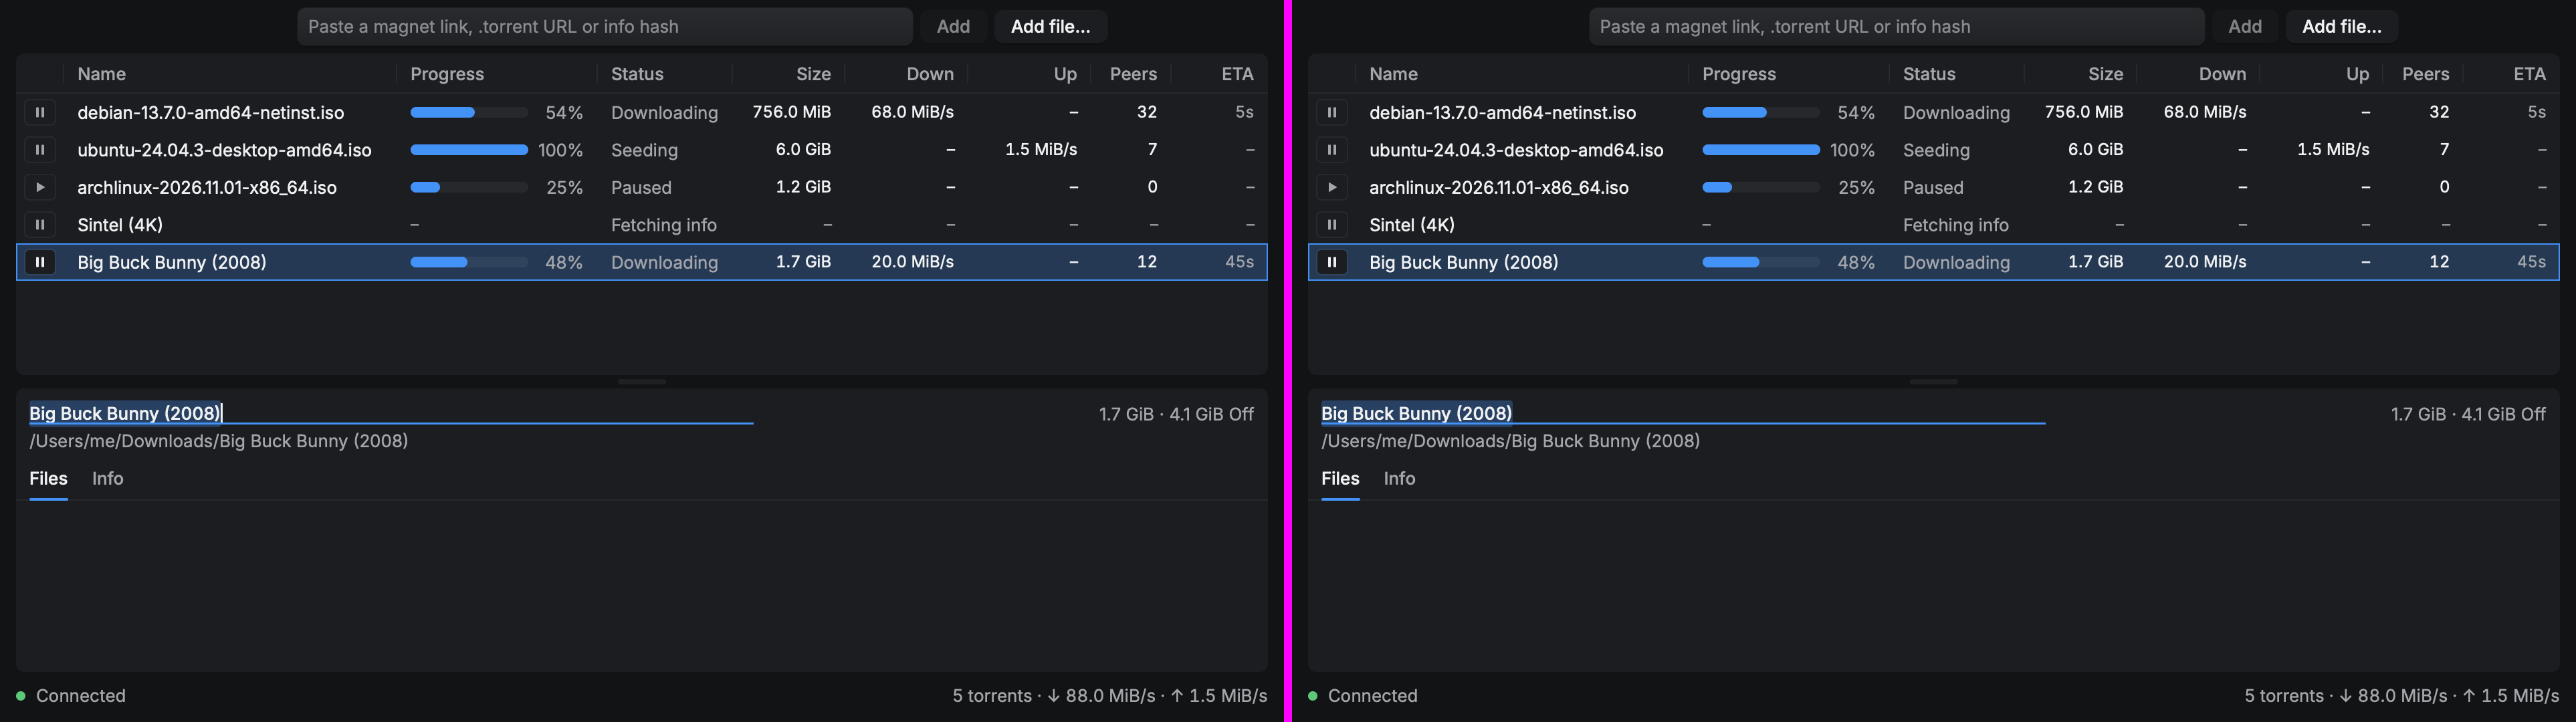 Paste a magnet link, .torrent URL or info hash Add Add file...
Name Progress Status Size Down Up Peers ETA
debian-13.7.0-amd64-netinst.iso 54% Downloading 756.0 MiB 68.0 MiB/s – 32 5s
ubuntu-24.04.3-desktop-amd64.iso 100% Seeding 6.0 GiB – 1.5 MiB/s 7 –
archlinux-2026.11.01-x86_64.iso 25% Paused 1.2 GiB – – 0 –
Sintel (4K) – Fetching info – – – – –
Big Buck Bunny (2008) 48% Downloading 1.7 GiB 20.0 MiB/s – 12 45s
Big Buck Bunny (2008) 1.7 GiB · 4.1 GiB Off
/Users/me/Downloads/Big Buck Bunny (2008)
Files Info
Connected 5 torrents · ↓ 88.0 MiB/s · ↑ 1.5 MiB/s
Paste a magnet link, .torrent URL or info hash Add Add file...
Name Progress Status Size Down Up Peers ETA
debian-13.7.0-amd64-netinst.iso 54% Downloading 756.0 MiB 68.0 MiB/s – 32 5s
ubuntu-24.04.3-desktop-amd64.iso 100% Seeding 6.0 GiB – 1.5 MiB/s 7 –
archlinux-2026.11.01-x86_64.iso 25% Paused 1.2 GiB – – 0 –
Sintel (4K) – Fetching info – – – – –
Big Buck Bunny (2008) 48% Downloading 1.7 GiB 20.0 MiB/s – 12 45s
Big Buck Bunny (2008) 1.7 GiB · 4.1 GiB Off
/Users/me/Downloads/Big Buck Bunny (2008)
Files Info
Connected 5 torrents · ↓ 88.0 MiB/s · ↑ 1.5 MiB/s